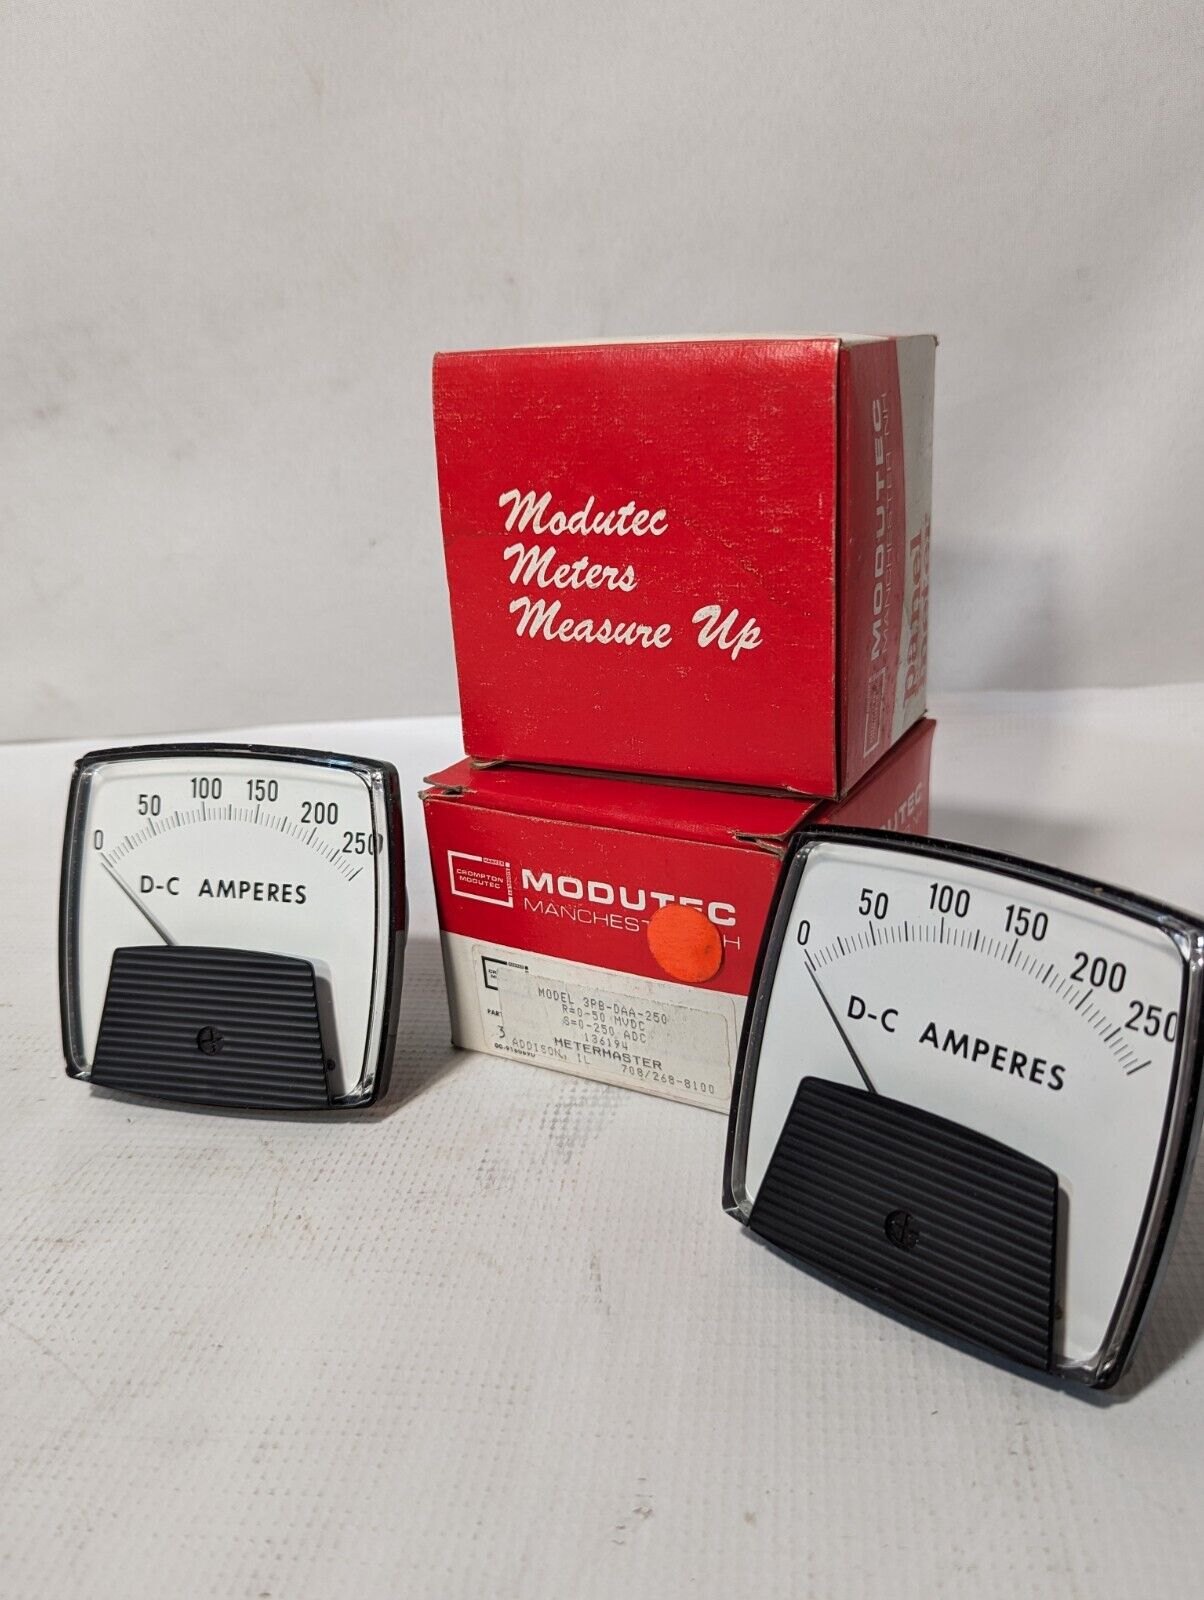 Modutec
Meters
Measure Up
MODUTEC
MANCHESTER NH
panel
0 50 100 150 200 250
D-C AMPERES
CROMPTON
MODUTEC
MODUTEC
MODEL 3PB-DAA-250
R=0-50 MVDC
S=0-250 ADC
136194
METERMASTER
ADDISON, IL
708/268-8100
PART
3
0 50 100 150 200 250
D-C AMPERES